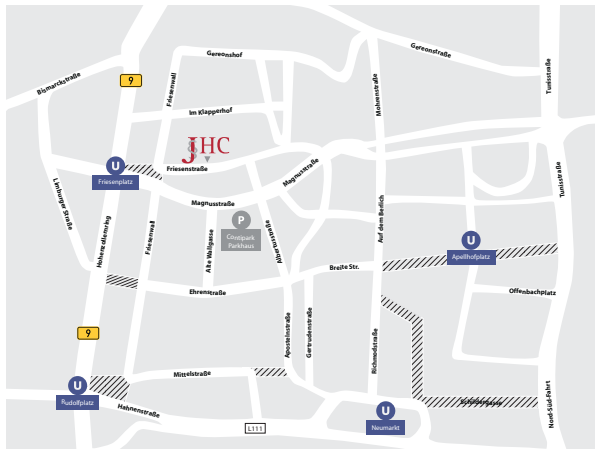 Gereonshof
Gereonstraße
Bismarckstraße
9
Friesenwall
Mohrenstraße
Tunisstraße
Im Klapperhof
JHC
U
Friesenplatz
Friesenstraße
Magnusstraße
Magnusstraße
Limburger Straße
Hohenzollernring
Friesenwall
Alte Wallgasse
P
Contipark
Parkhaus
Albertusstraße
Auf dem Berlich
Tunisstraße
U
Apellhofplatz
Breite Str.
Ehrenstraße
Offenbachplatz
9
Apostelnstraße
Gertrudenstraße
Richmodstraße
Mittelstraße
U
Rudolfplatz
Hahnenstraße
L111
U
Neumarkt
Schildergasse
Nord-Süd-Fahrt